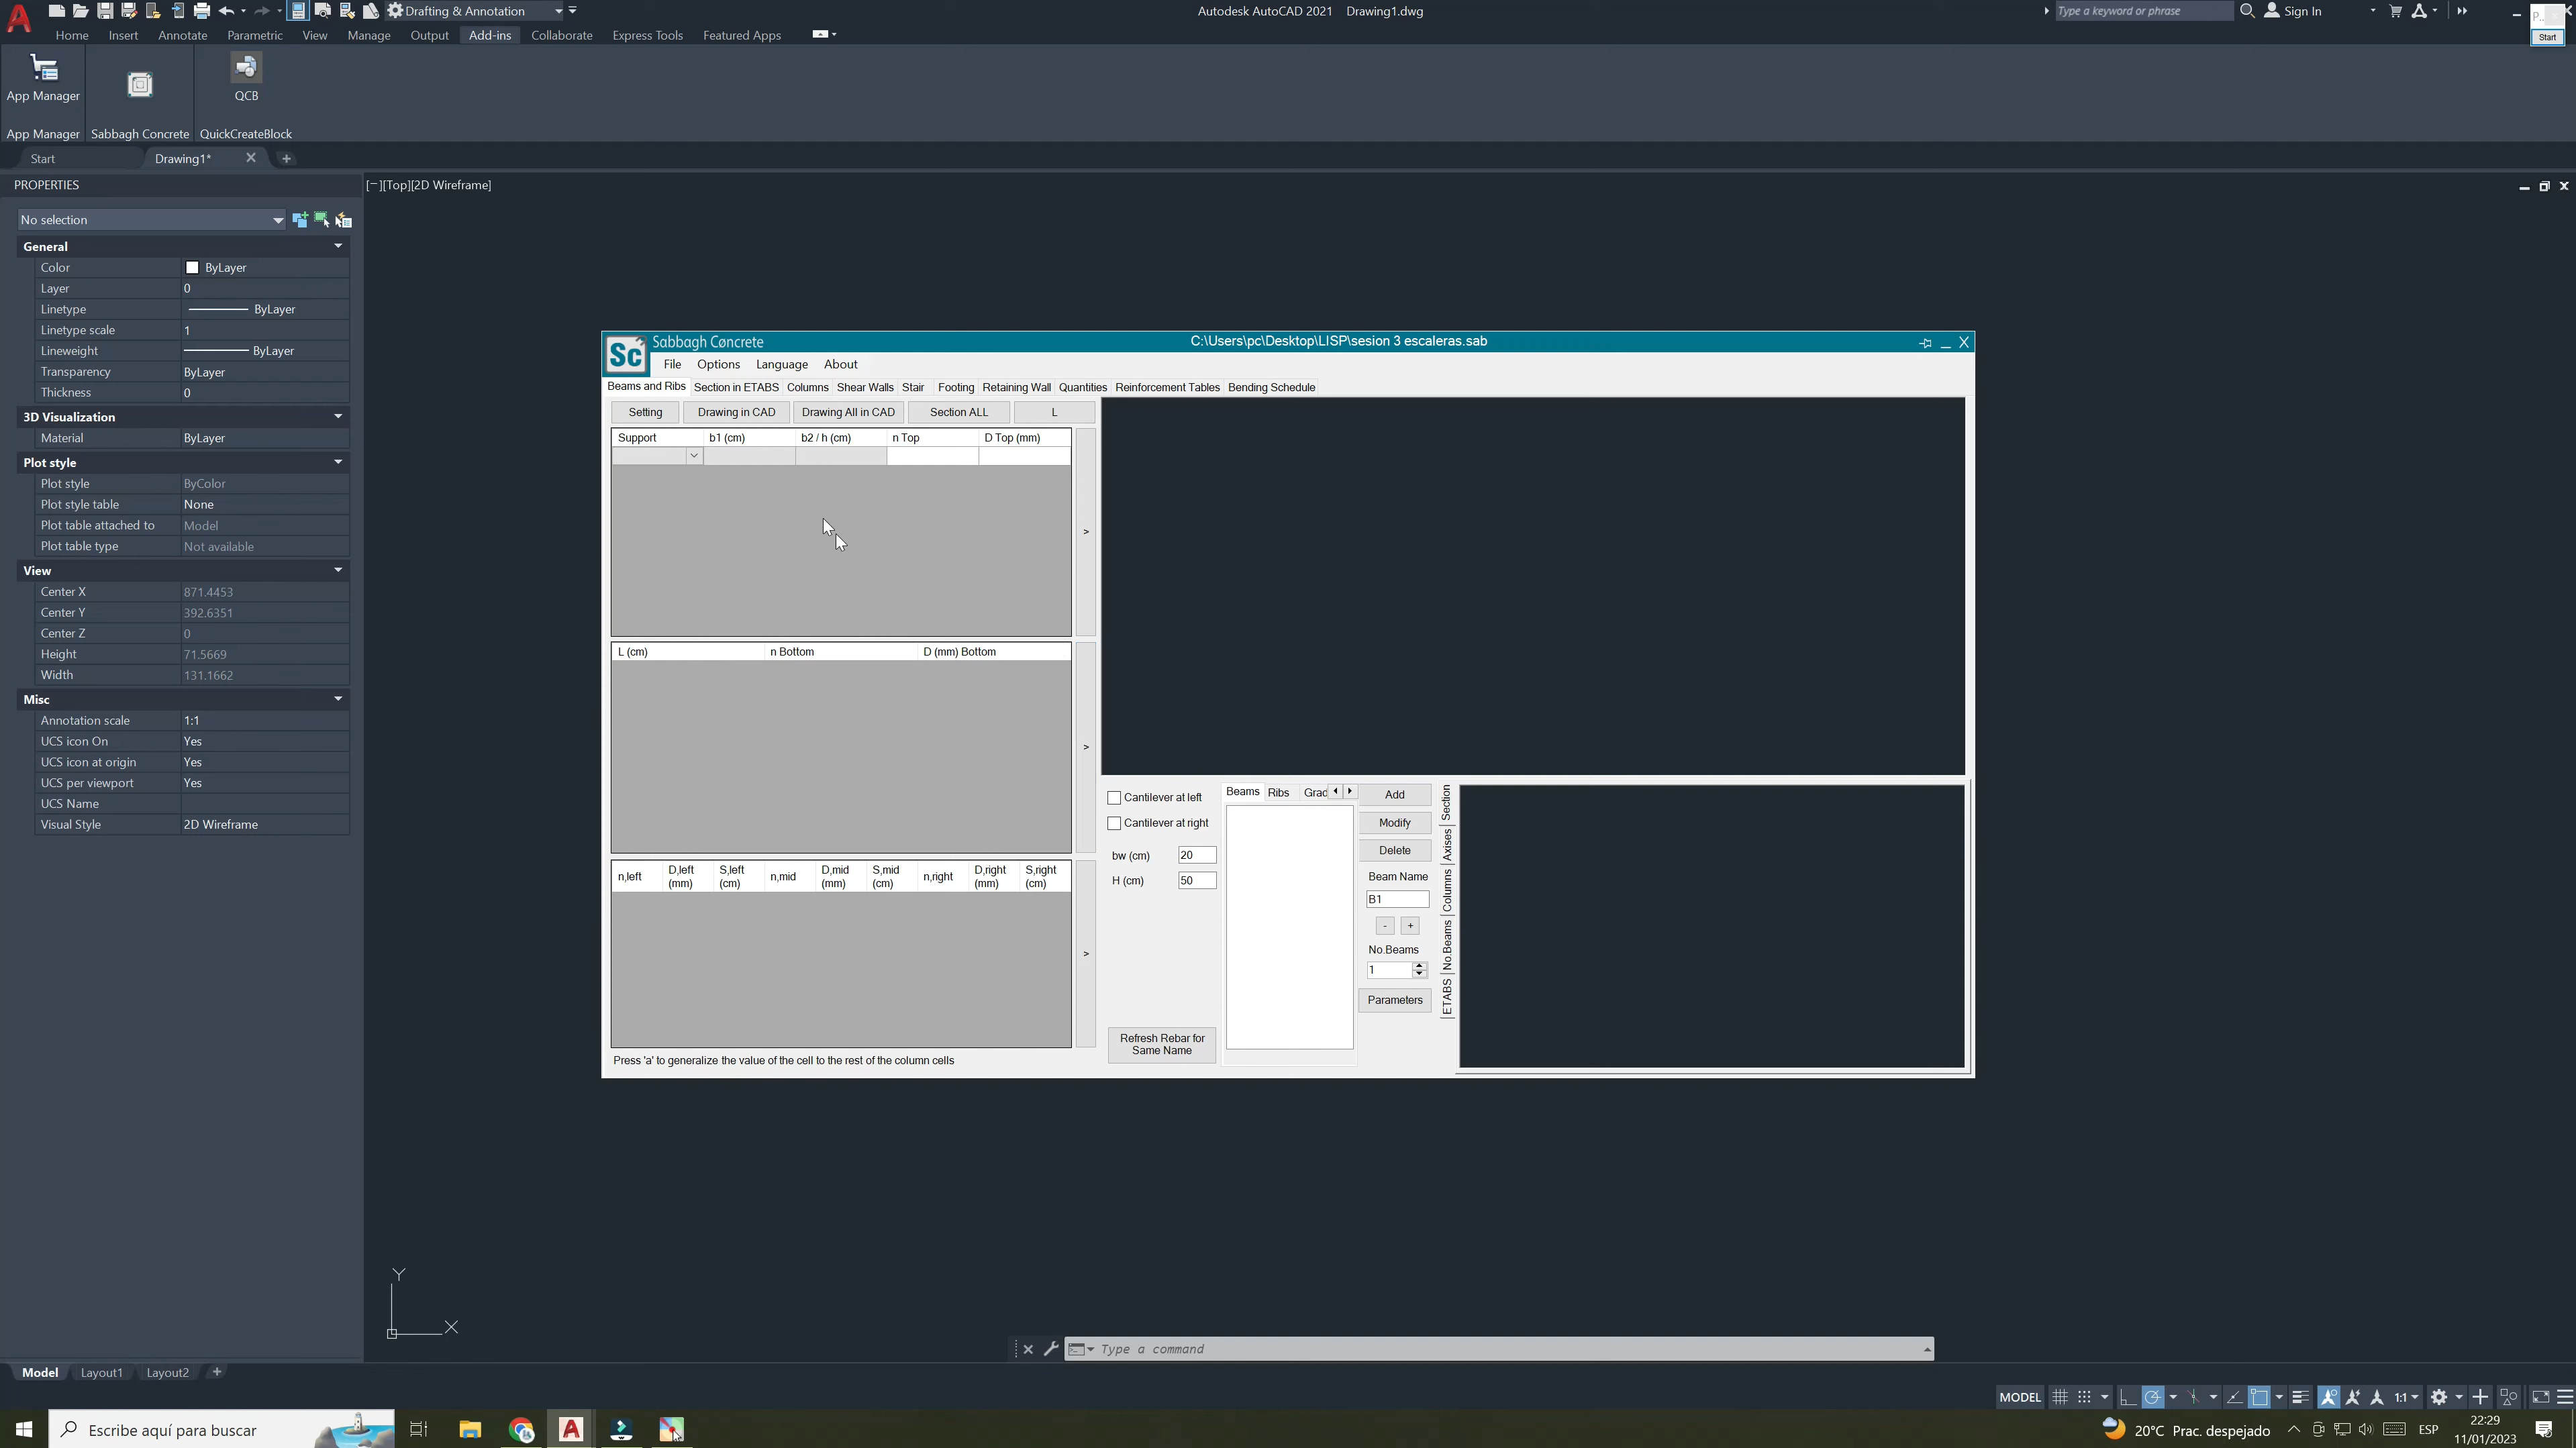 Drafting & Annotation
Autodesk AutoCAD 2021 Drawing1.dwg
Type a keyword or phrase
Sign In
Home Insert Annotate Parametric View Manage Output Add-ins Collaborate Express Tools Featured Apps
Start
App Manager
QCB
App Manager Sabbagh Concrete QuickCreateBlock
Start Drawing1*
PROPERTIES
[−][Top][2D Wireframe]
No selection
General
Color ByLayer
Layer 0
Linetype ByLayer
Linetype scale 1
Lineweight ByLayer
Transparency ByLayer
Thickness 0
3D Visualization
Material ByLayer
Plot style
Plot style ByColor
Plot style table None
Plot table attached to Model
Plot table type Not available
View
Center X 871.4453
Center Y 392.6351
Center Z 0
Height 71.5669
Width 131.1662
Misc
Annotation scale 1:1
UCS icon On Yes
UCS icon at origin Yes
UCS per viewport Yes
UCS Name
Visual Style 2D Wireframe
Sc
Sabbagh Cøncrete
C:\Users\pc\Desktop\LISP\sesion 3 escaleras.sab
File Options Language About
Beams and Ribs Section in ETABS Columns Shear Walls Stair Footing Retaining Wall Quantities Reinforcement Tables Bending Schedule
Setting Drawing in CAD Drawing All in CAD Section ALL L
Support b1 (cm) b2 / h (cm) n Top D Top (mm)
>
L (cm) n Bottom D (mm) Bottom
>
n,left D,left (mm) S,left (cm) n,mid D,mid (mm) S,mid (cm) n,right D,right (mm) S,right (cm)
>
Press 'a' to generalize the value of the cell to the rest of the column cells
Cantilever at left
Cantilever at right
bw (cm) 20
H (cm) 50
Refresh Rebar for
Same Name
Beams Ribs Grad
Add
Modify
Delete
Beam Name
B1
- +
No.Beams
1
Parameters
Section
Axises
Columns
No.Beams
ETABS
Y
X
Type a command
Model Layout1 Layout2 +
MODEL 1:1
Escribe aquí para buscar
20°C Prac. despejado
ESP
22:29
11/01/2023